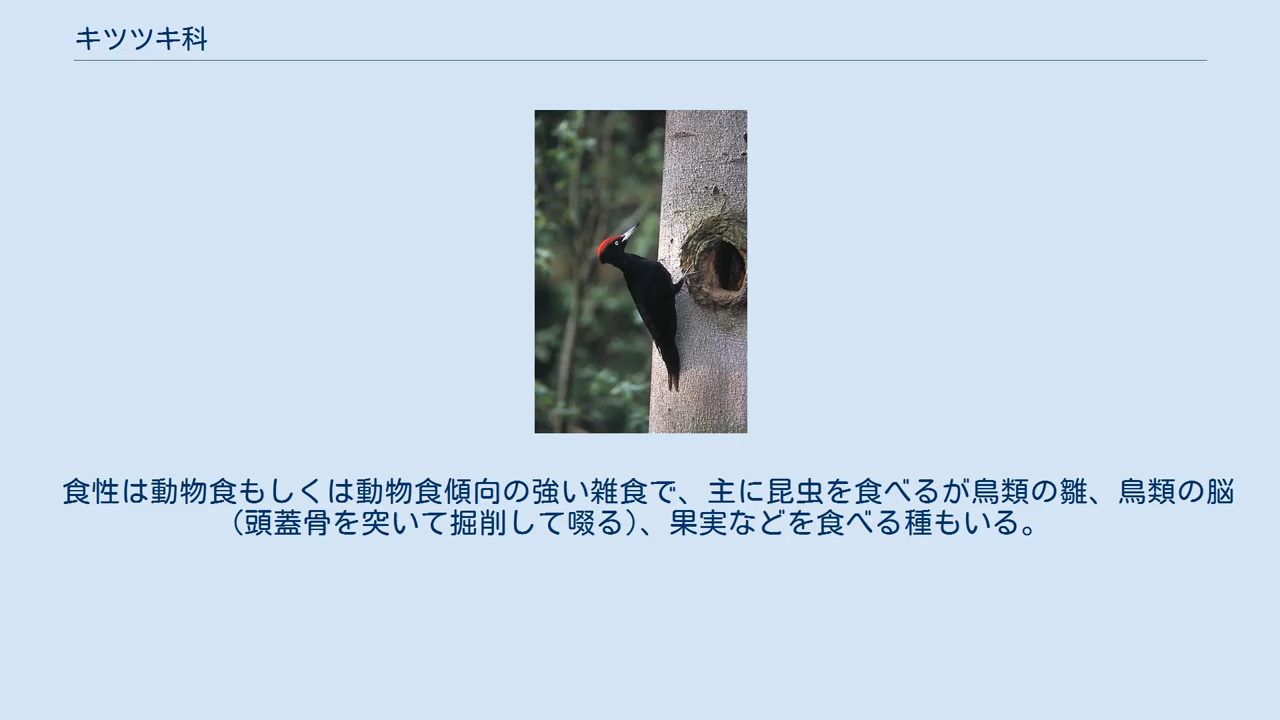 キツツキ科
食性は動物食もしくは動物食傾向の強い雑食で、主に昆虫を食べるが鳥類の雛、鳥類の脳
（頭蓋骨を突いて掘削して啜る）、果実などを食べる種もいる。